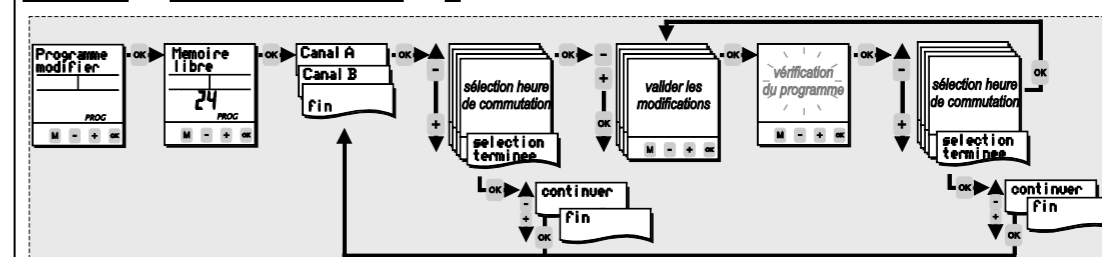 Programme
modifier
PROG
M - + OK
OK
Memoire
libre
24
PROG
M - + OK
OK
Canal A
Canal B
fin
OK
-
+
sélection heure
de commutation
selection
terminee
OK
continuer
fin
-
+
OK
OK
-
+
OK
valider les
modifications
M - + OK
OK
vérification
du programme
M - + OK
OK
-
+
sélection heure
de commutation
selection
terminee
OK
OK
continuer
fin
-
+
OK